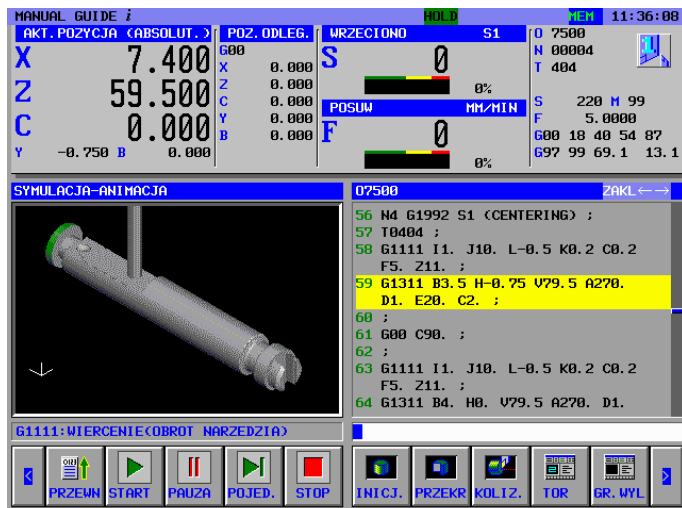 MANUAL GUIDE i HOLD MEM 11:36:08
AKT.POZYCJA (ABSOLUT.)
X 7.400
Z 59.500
C 0.000
Y -0.750 B 0.000
POZ.ODLEG.
G00
X 0.000
Z 0.000
C 0.000
Y 0.000
B 0.000
WRZECIONO S1
S 0
0%
POSUW MM/MIN
F 0
0%
O 7500
N 00004
T 404
S 220 M 99
F 5.0000
G00 18 40 54 87
G97 99 69.1 13.1
SYMULACJA-ANIMACJA
G1111:WIERCENIE(OBROT NARZEDZIA)
O7500 ZAKL←→
56 N4 G1992 S1 (CENTERING) ;
57 T0404 ;
58 G1111 I1. J10. L-0.5 K0.2 C0.2
F5. Z11. ;
59 G1311 B3.5 H-0.75 V79.5 A270.
D1. E20. C2. ;
60 ;
61 G00 C90. ;
62 ;
63 G1111 I1. J10. L-0.5 K0.2 C0.2
F5. Z11. ;
64 G1311 B4. H0. V79.5 A270. D1.
PRZEWN START PAUZA POJED. STOP INICJ. PRZEKR KOLIZ. TOR GR.WYL